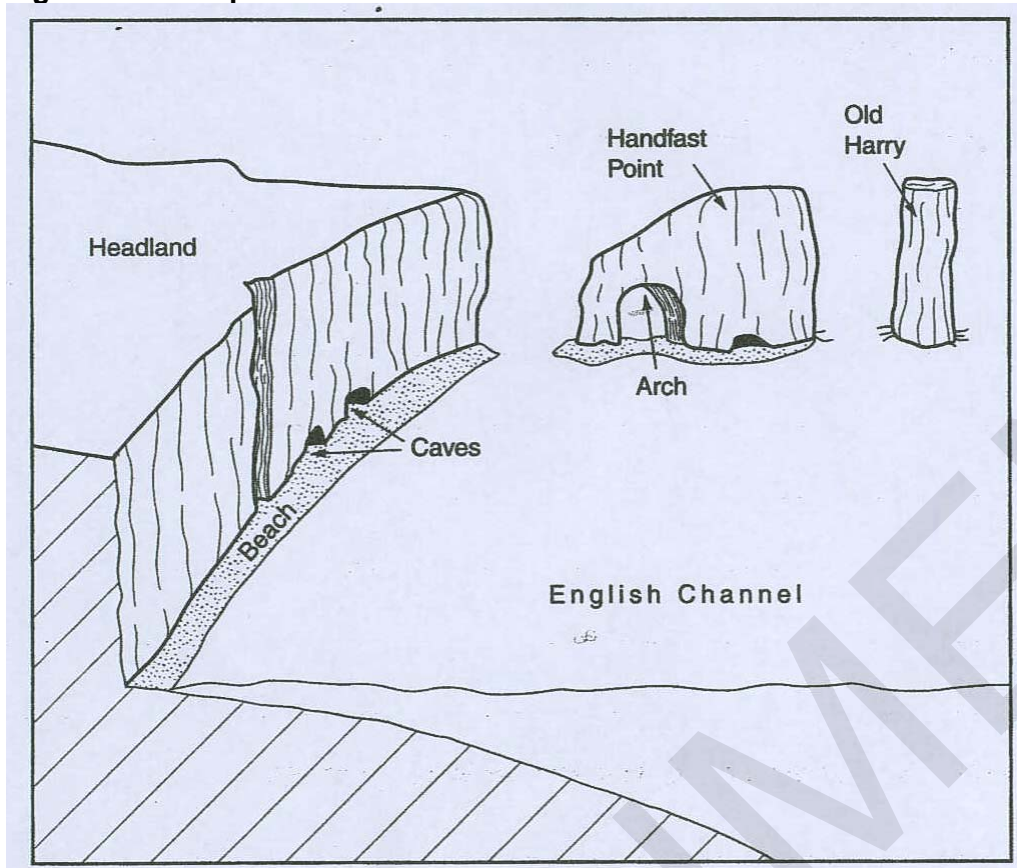 Old
Harry
Handfast
Point
Headland
Arch
Caves
Beach
English Channel